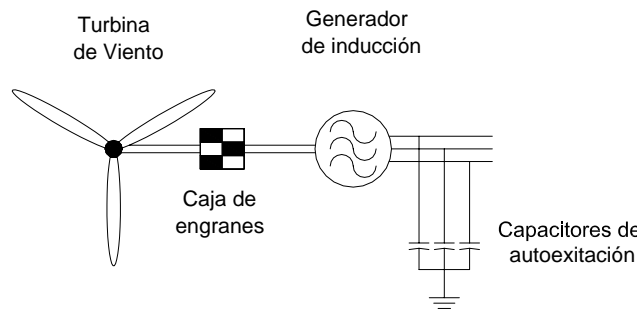 Turbina
de Viento
Generador
de inducción
Caja de
engranes
Capacitores de
autoexitación